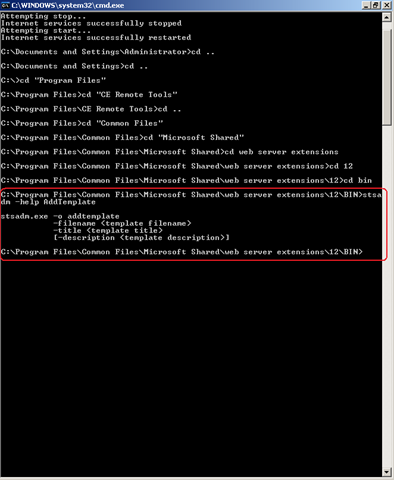 C:\WINDOWS\system32\cmd.exe
Attempting stop...
Internet services successfully stopped
Attempting start...
Internet services successfully restarted
C:\Documents and Settings\Administrator>cd ..
C:\Documents and Settings>cd ..
C:\>cd "Program Files"
C:\Program Files>cd "CE Remote Tools"
C:\Program Files\CE Remote Tools>cd ..
C:\Program Files>cd "Common Files"
C:\Program Files\Common Files>cd "Microsoft Shared"
C:\Program Files\Common Files\Microsoft Shared>cd web server extensions
C:\Program Files\Common Files\Microsoft Shared\web server extensions>cd 12
C:\Program Files\Common Files\Microsoft Shared\web server extensions\12>cd bin
C:\Program Files\Common Files\Microsoft Shared\web server extensions\12\BIN>stsa
dm -help AddTemplate
stsadm.exe -o addtemplate
-filename <template filename>
-title <template title>
[-description <template description>]
C:\Program Files\Common Files\Microsoft Shared\web server extensions\12\BIN>